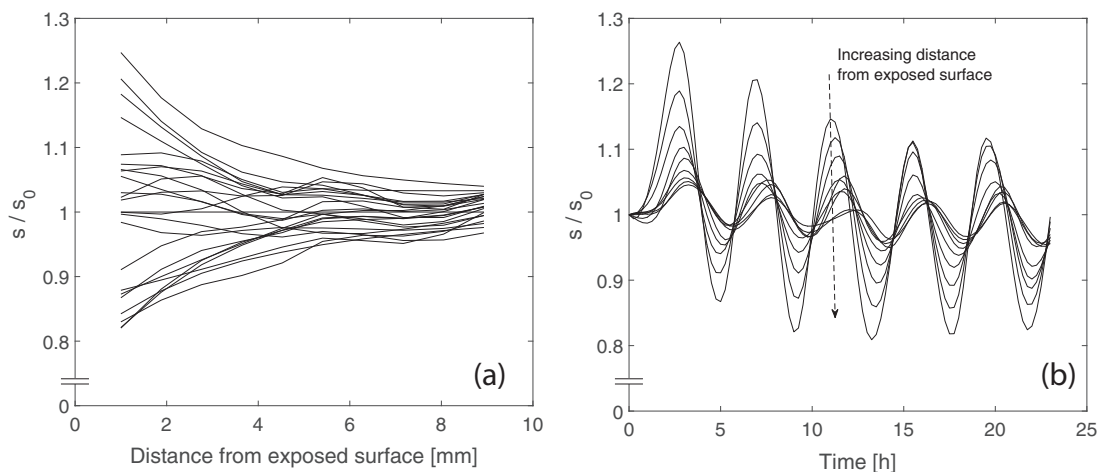 1.3
1.2
1.1
1
0.9
0.8
0
s / s0
0 2 4 6 8 10
Distance from exposed surface [mm]
(a)
1.3
1.2
1.1
1
0.9
0.8
0
s / s0
Increasing distance
from exposed surface
0 5 10 15 20 25
Time [h]
(b)